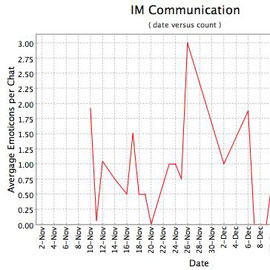 IM Communication
( date versus count )
Avergage Emoticons per Chat
3.00
2.75
2.50
2.25
2.00
1.75
1.50
1.25
1.00
0.75
0.50
0.25
0.00
2-Nov
4-Nov
6-Nov
8-Nov
10-Nov
12-Nov
14-Nov
16-Nov
18-Nov
20-Nov
22-Nov
24-Nov
26-Nov
28-Nov
30-Nov
2-Dec
4-Dec
6-Dec
8-Dec
Date